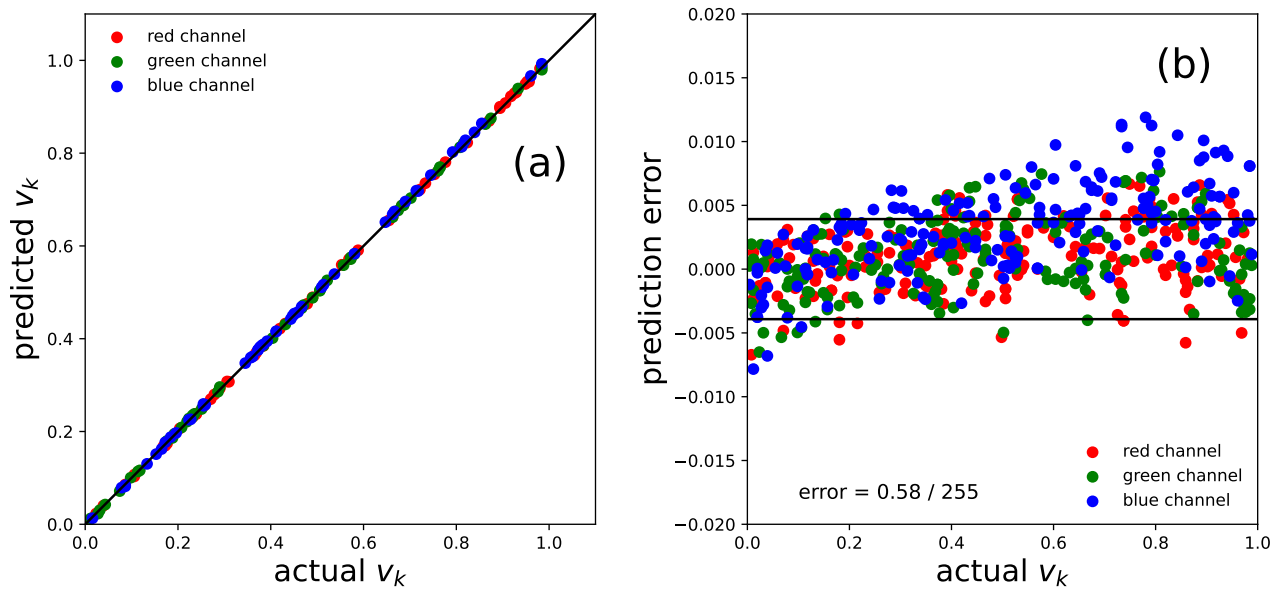 red channel
green channel
blue channel
(a)
predicted v_k
1.0
0.8
0.6
0.4
0.2
0.0
0.0 0.2 0.4 0.6 0.8 1.0
actual v_k
(b)
prediction error
0.020
0.015
0.010
0.005
0.000
−0.005
−0.010
−0.015
−0.020
error = 0.58 / 255
red channel
green channel
blue channel
0.0 0.2 0.4 0.6 0.8 1.0
actual v_k